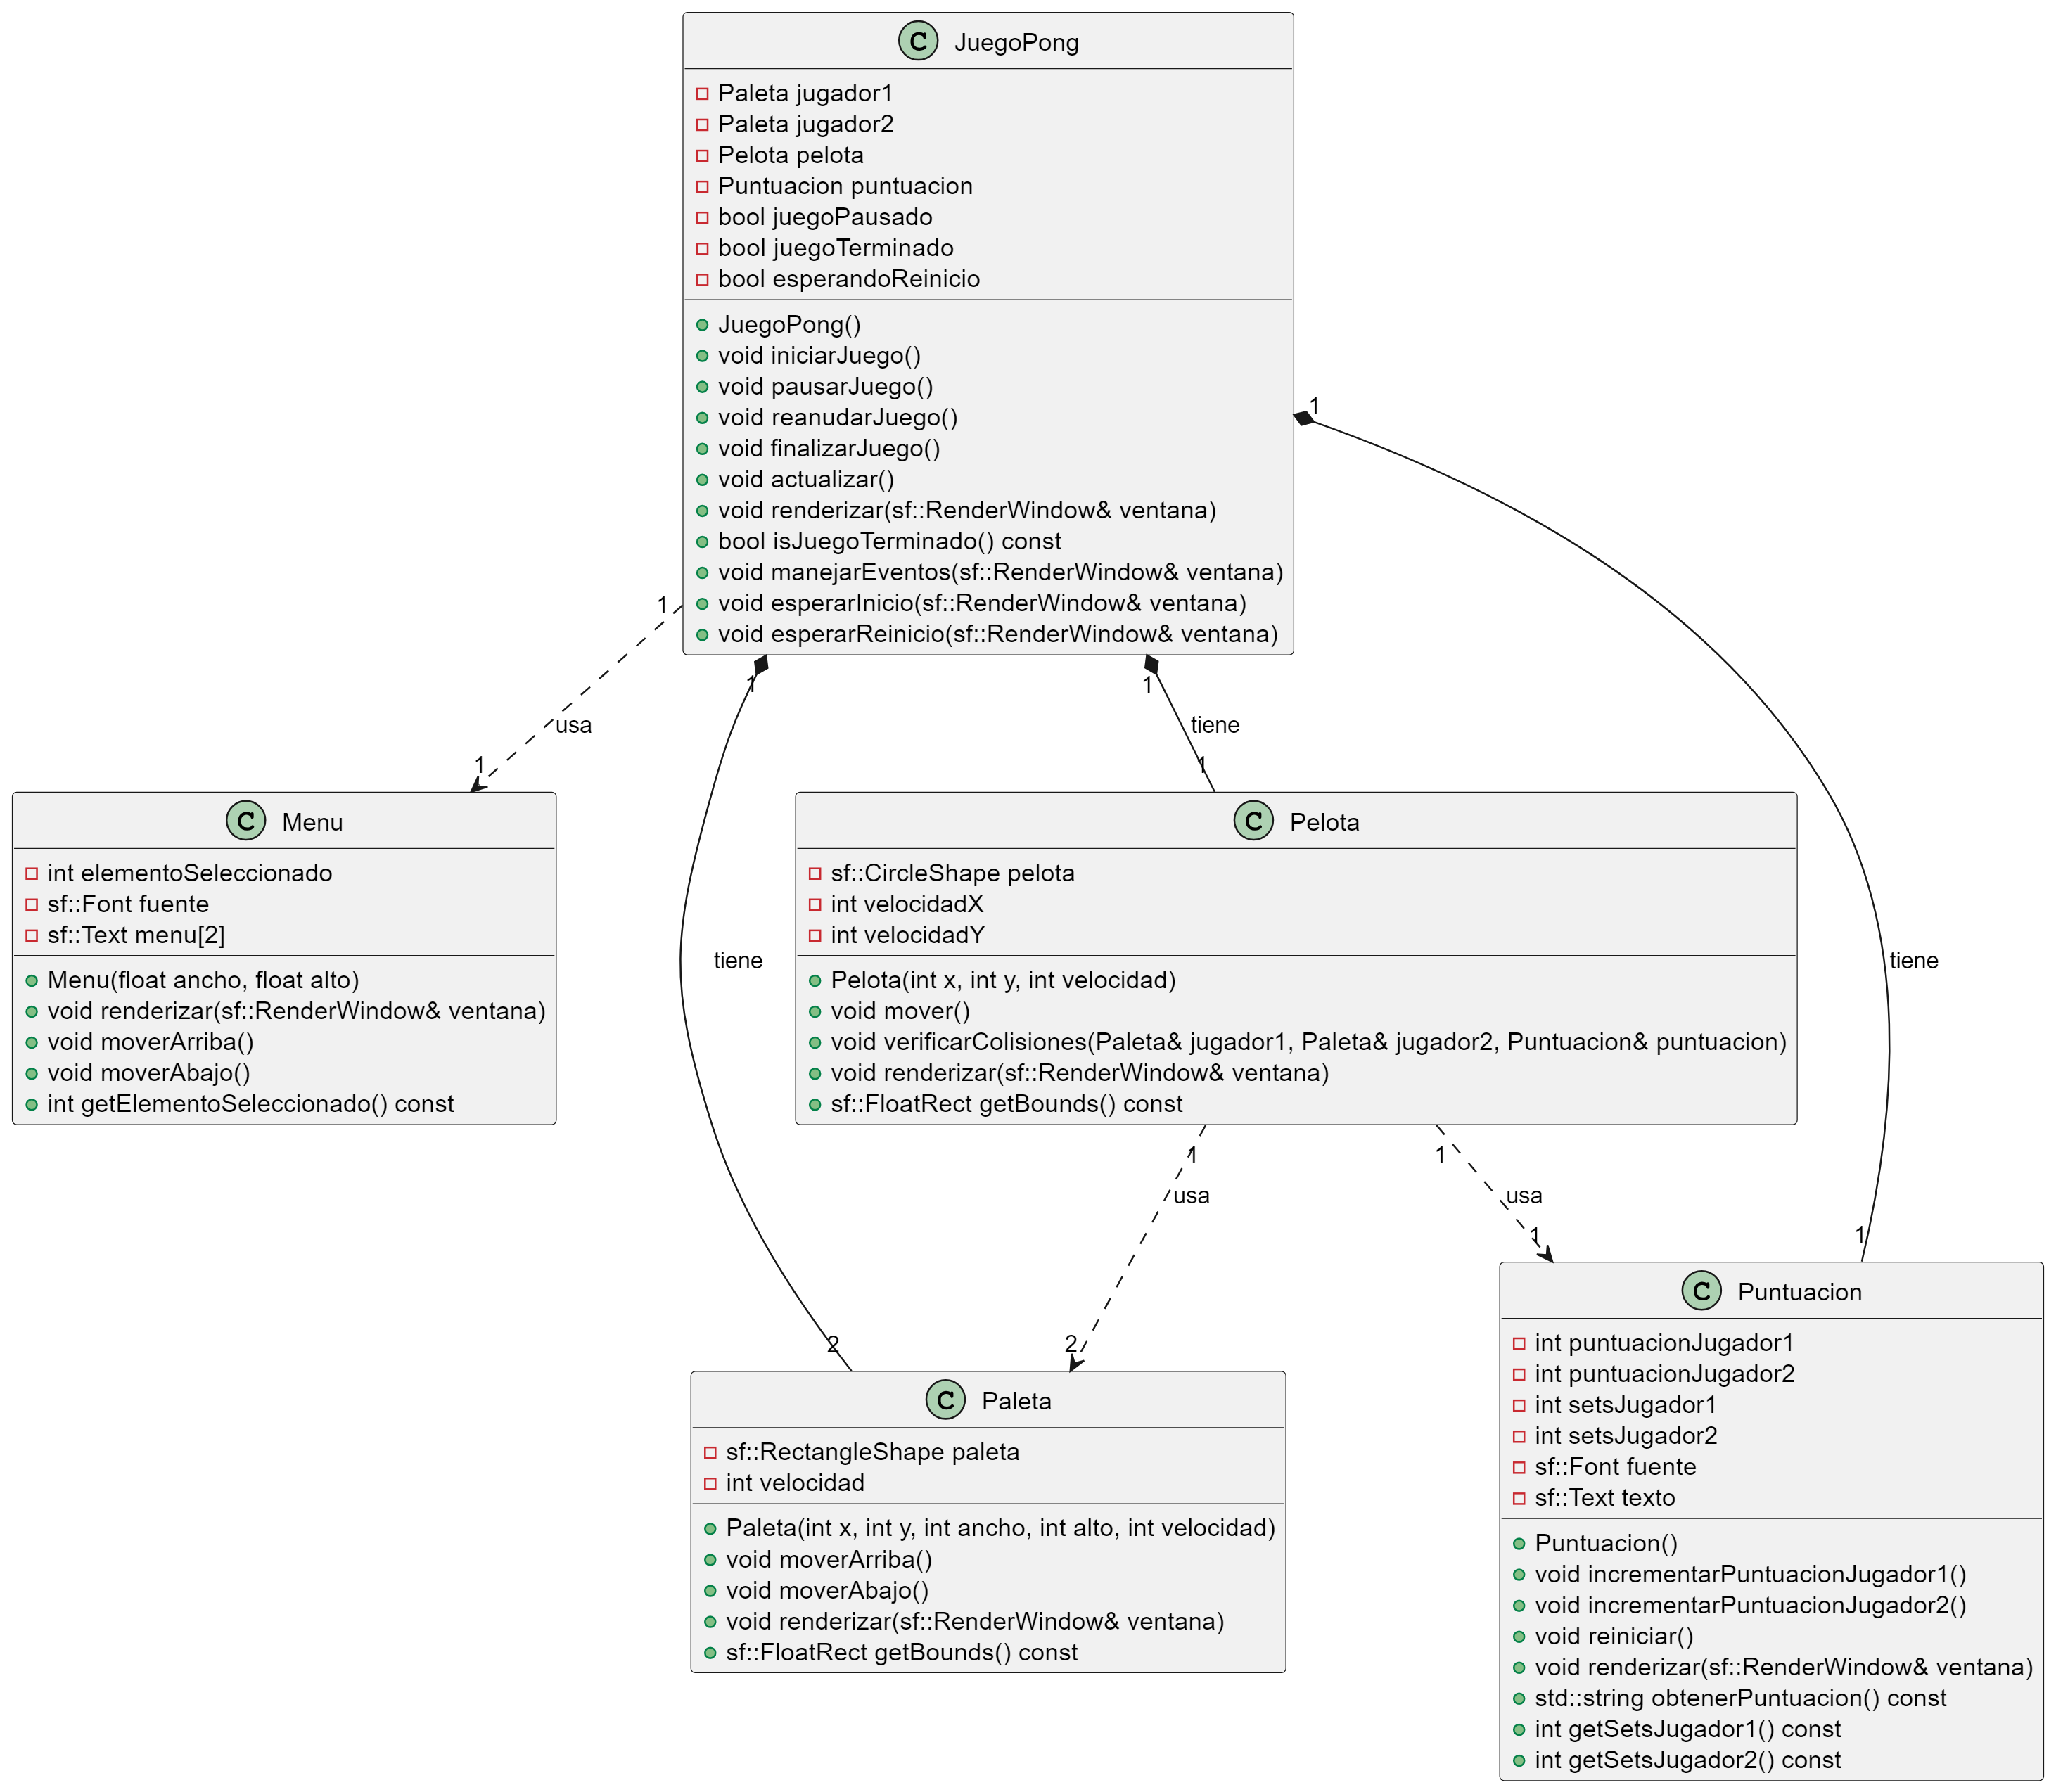 C JuegoPong
Paleta jugador1
Paleta jugador2
Pelota pelota
Puntuacion puntuacion
bool juegoPausado
bool juegoTerminado
bool esperandoReinicio
JuegoPong()
void iniciarJuego()
void pausarJuego()
void reanudarJuego()
void finalizarJuego()
void actualizar()
void renderizar(sf::RenderWindow& ventana)
bool isJuegoTerminado() const
void manejarEventos(sf::RenderWindow& ventana)
void esperarInicio(sf::RenderWindow& ventana)
void esperarReinicio(sf::RenderWindow& ventana)
1
1
1
1
usa
tiene
1
1
C Menu
int elementoSeleccionado
sf::Font fuente
sf::Text menu[2]
Menu(float ancho, float alto)
void renderizar(sf::RenderWindow& ventana)
void moverArriba()
void moverAbajo()
int getElementoSeleccionado() const
tiene
C Pelota
sf::CircleShape pelota
int velocidadX
int velocidadY
Pelota(int x, int y, int velocidad)
void mover()
void verificarColisiones(Paleta& jugador1, Paleta& jugador2, Puntuacion& puntuacion)
void renderizar(sf::RenderWindow& ventana)
sf::FloatRect getBounds() const
tiene
1
1
usa
usa
1
1
2
2
C Paleta
sf::RectangleShape paleta
int velocidad
Paleta(int x, int y, int ancho, int alto, int velocidad)
void moverArriba()
void moverAbajo()
void renderizar(sf::RenderWindow& ventana)
sf::FloatRect getBounds() const
C Puntuacion
int puntuacionJugador1
int puntuacionJugador2
int setsJugador1
int setsJugador2
sf::Font fuente
sf::Text texto
Puntuacion()
void incrementarPuntuacionJugador1()
void incrementarPuntuacionJugador2()
void reiniciar()
void renderizar(sf::RenderWindow& ventana)
std::string obtenerPuntuacion() const
int getSetsJugador1() const
int getSetsJugador2() const